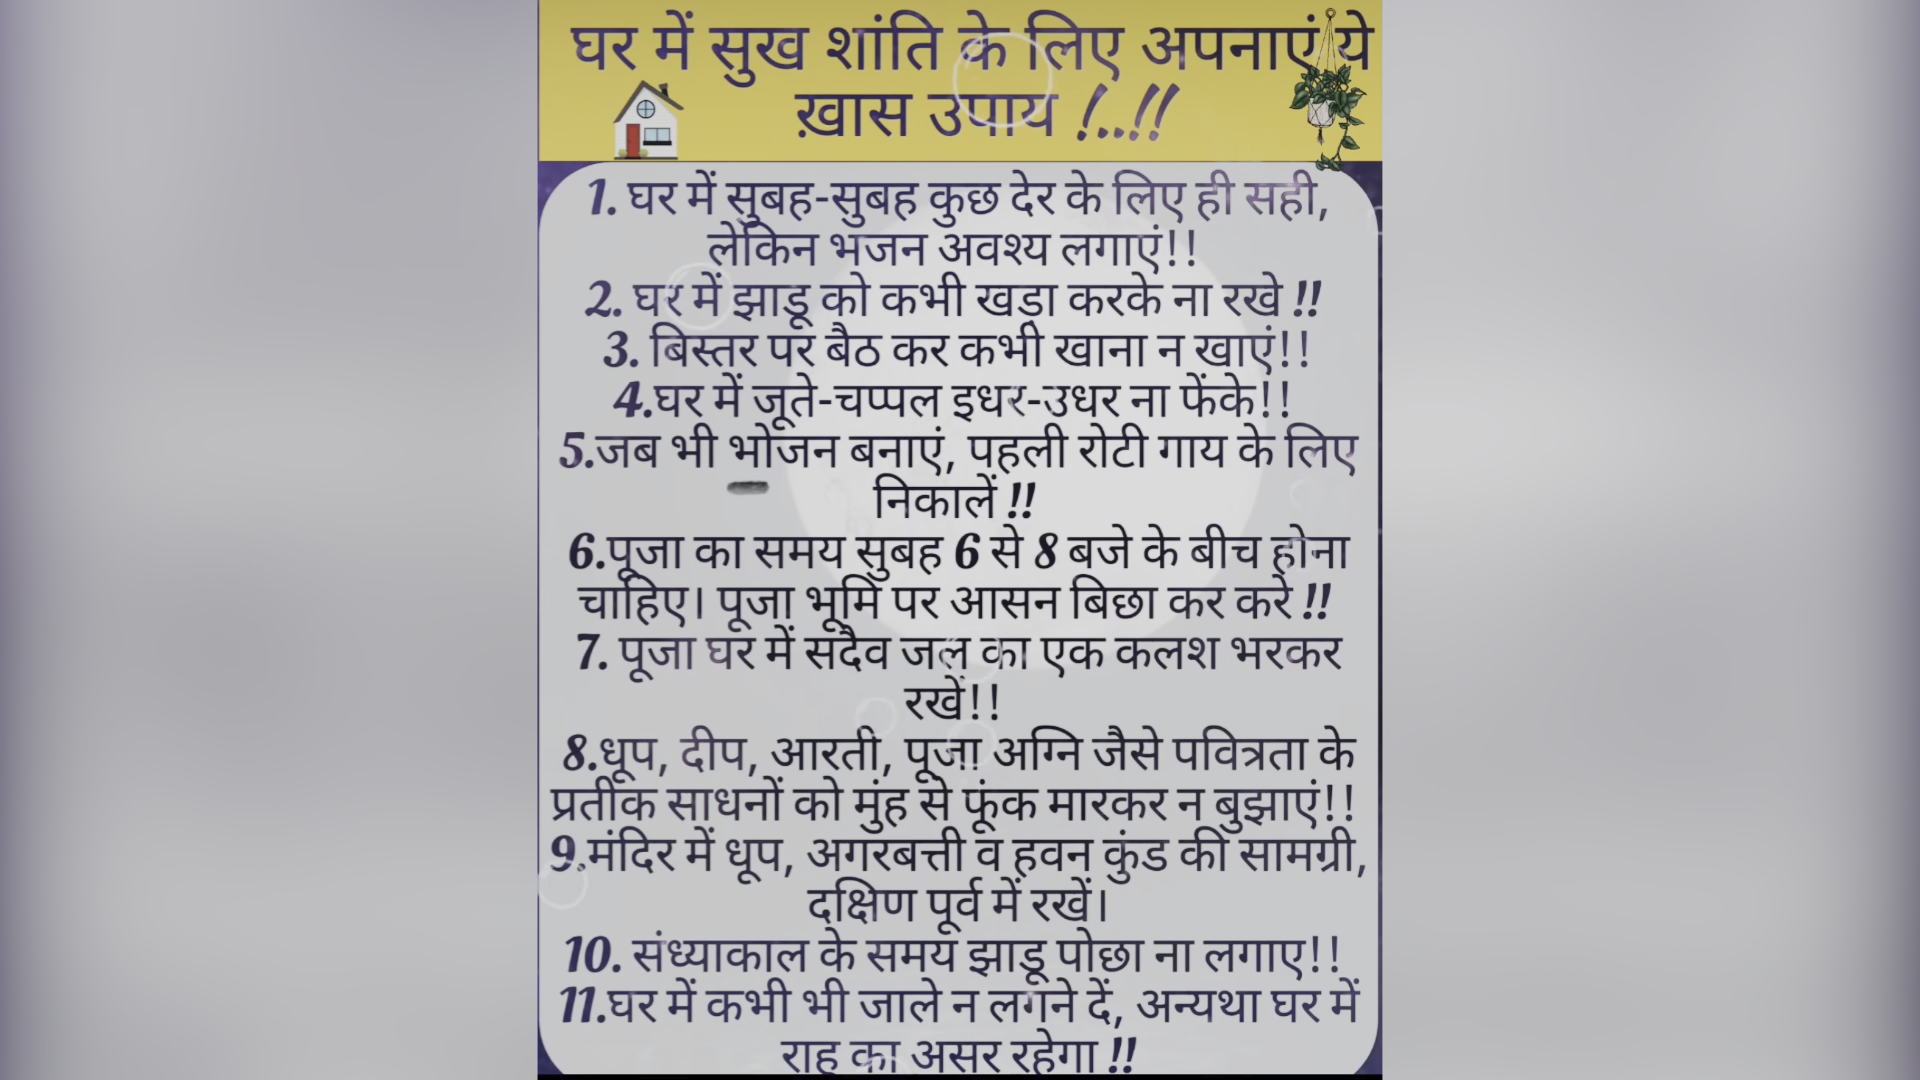 घर में सुख शांति के लिए अपनाएं ये
ख़ास उपाय !..!!
1. घर में सुबह-सुबह कुछ देर के लिए ही सही,
लेकिन भजन अवश्य लगाएं!!
2. घर में झाडू को कभी खड़ा करके ना रखे !!
3. बिस्तर पर बैठ कर कभी खाना न खाएं!!
4.घर में जूते-चप्पल इधर-उधर ना फेंके!!
5.जब भी भोजन बनाएं, पहली रोटी गाय के लिए
निकालें !!
6.पूजा का समय सुबह 6 से 8 बजे के बीच होना
चाहिए। पूजा भूमि पर आसन बिछा कर करे !!
7. पूजा घर में सदैव जल का एक कलश भरकर
रखें!!
8.धूप, दीप, आरती, पूजा अग्नि जैसे पवित्रता के
प्रतीक साधनों को मुंह से फूंक मारकर न बुझाएं!!
9.मंदिर में धूप, अगरबत्ती व हवन कुंड की सामग्री,
दक्षिण पूर्व में रखें।
10. संध्याकाल के समय झाडू पोछा ना लगाए!!
11.घर में कभी भी जाले न लगने दें, अन्यथा घर में
राहु का असर रहेगा !!